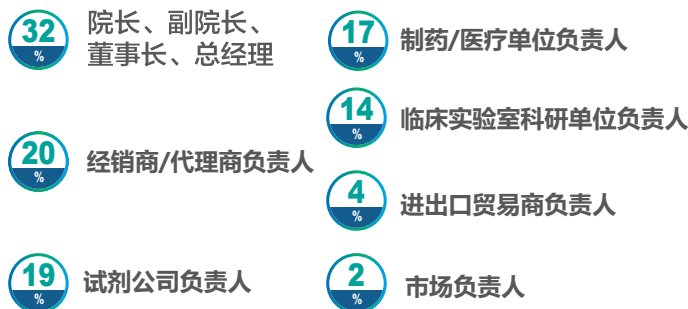 32
%
院长、副院长、
董事长、总经理
20
%
经销商/代理商负责人
19
%
试剂公司负责人
17
%
制药/医疗单位负责人
14
%
临床实验室科研单位负责人
4
%
进出口贸易商负责人
2
%
市场负责人